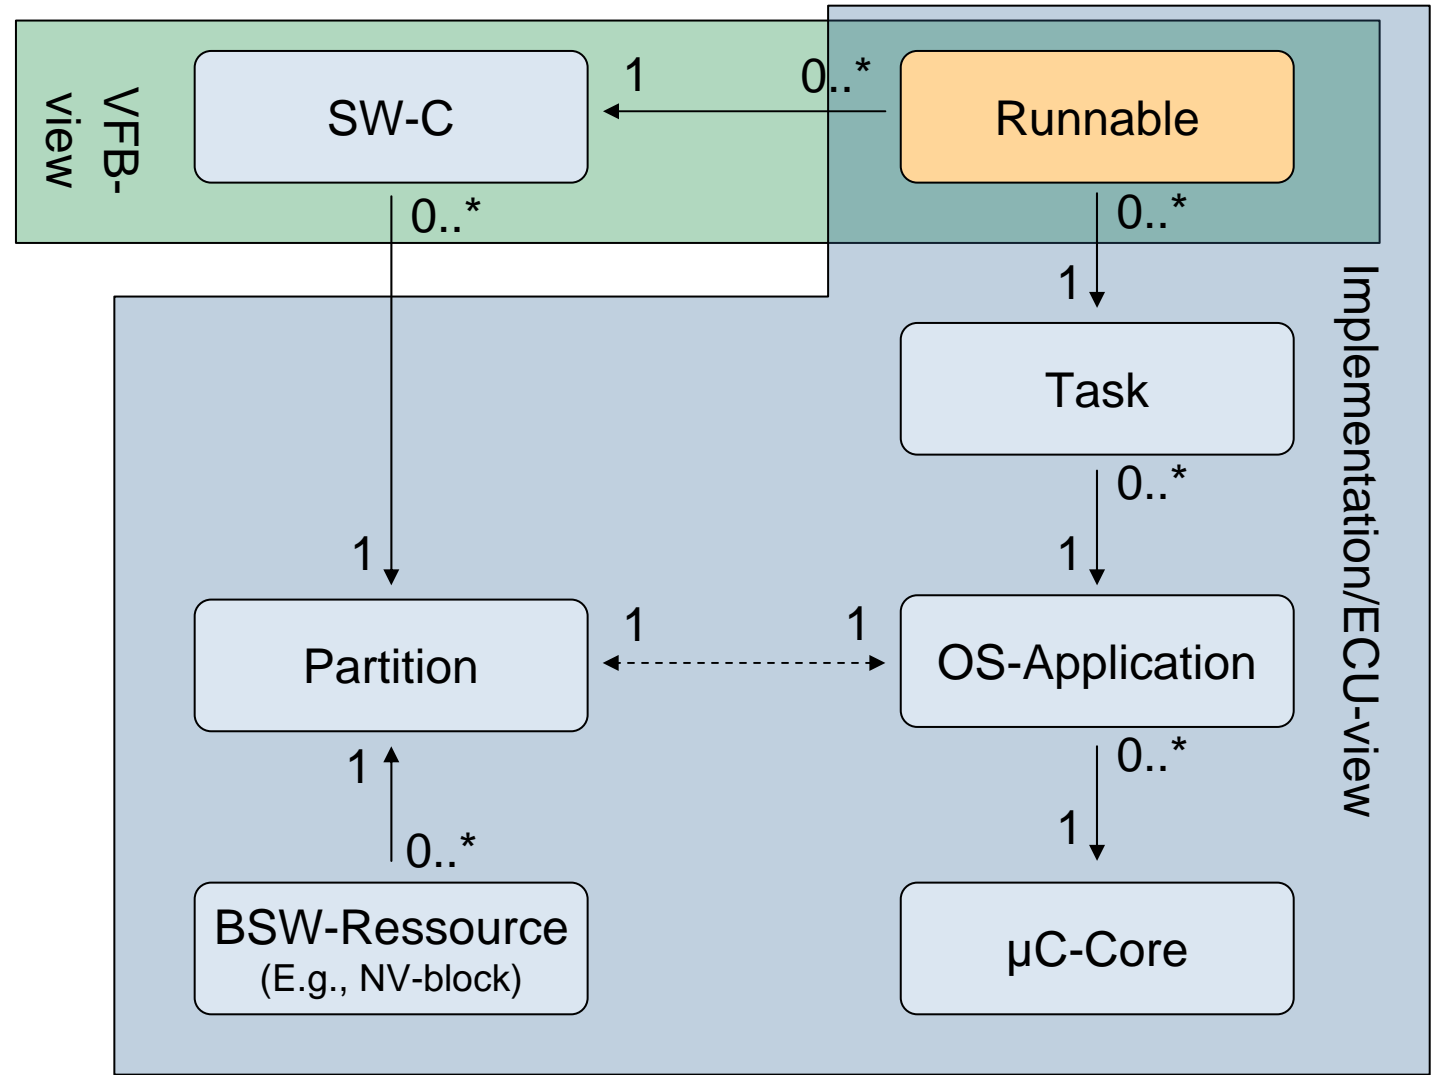 VFB-
view
SW-C
1
0..*
Runnable
0..*
0..*
1
Task
0..*
1
1
Implementation/ECU-view
Partition
1
1
OS-Application
1
0..*
0..*
1
BSW-Ressource
(E.g., NV-block)
µC-Core